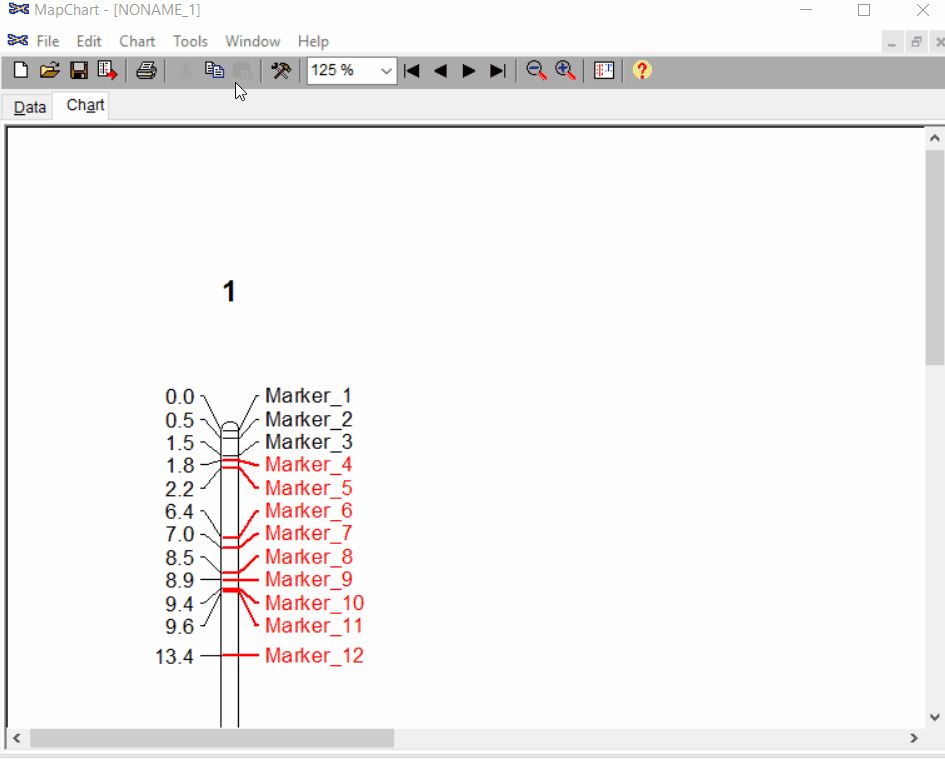 MapChart - [NONAME_1]
File Edit Chart Tools Window Help
125 %
?
Data Chart
1
0.0 Marker_1
0.5 Marker_2
1.5 Marker_3
1.8 Marker_4
2.2 Marker_5
6.4 Marker_6
7.0 Marker_7
8.5 Marker_8
8.9 Marker_9
9.4 Marker_10
9.6 Marker_11
13.4 Marker_12